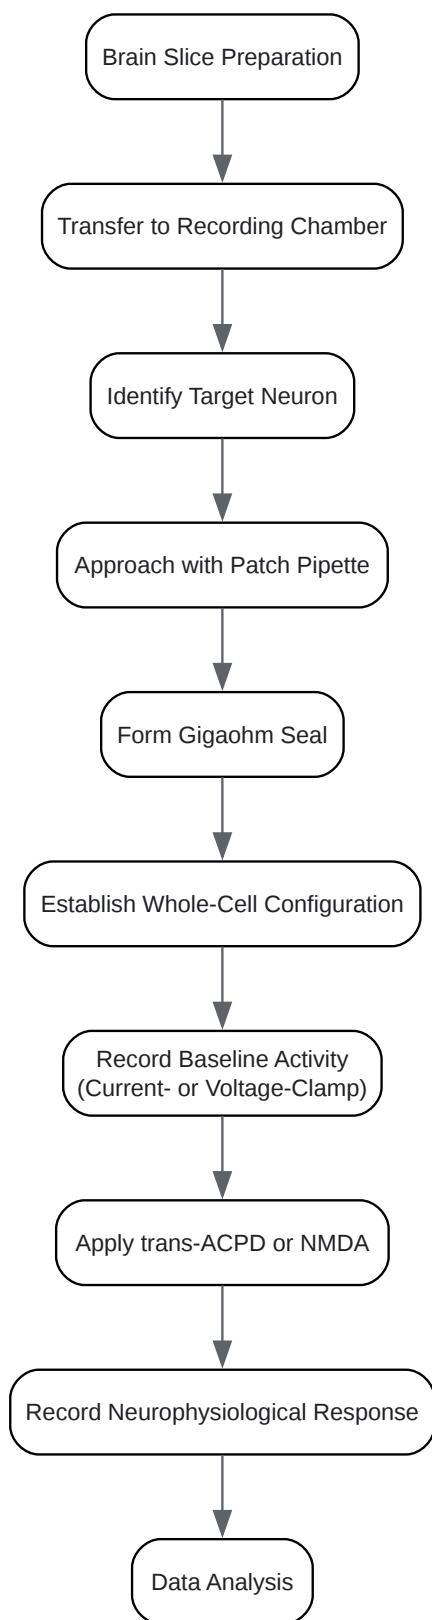 Brain Slice Preparation
Transfer to Recording Chamber
Identify Target Neuron
Approach with Patch Pipette
Form Gigaohm Seal
Establish Whole-Cell Configuration
Record Baseline Activity
(Current- or Voltage-Clamp)
Apply trans-ACPD or NMDA
Record Neurophysiological Response
Data Analysis